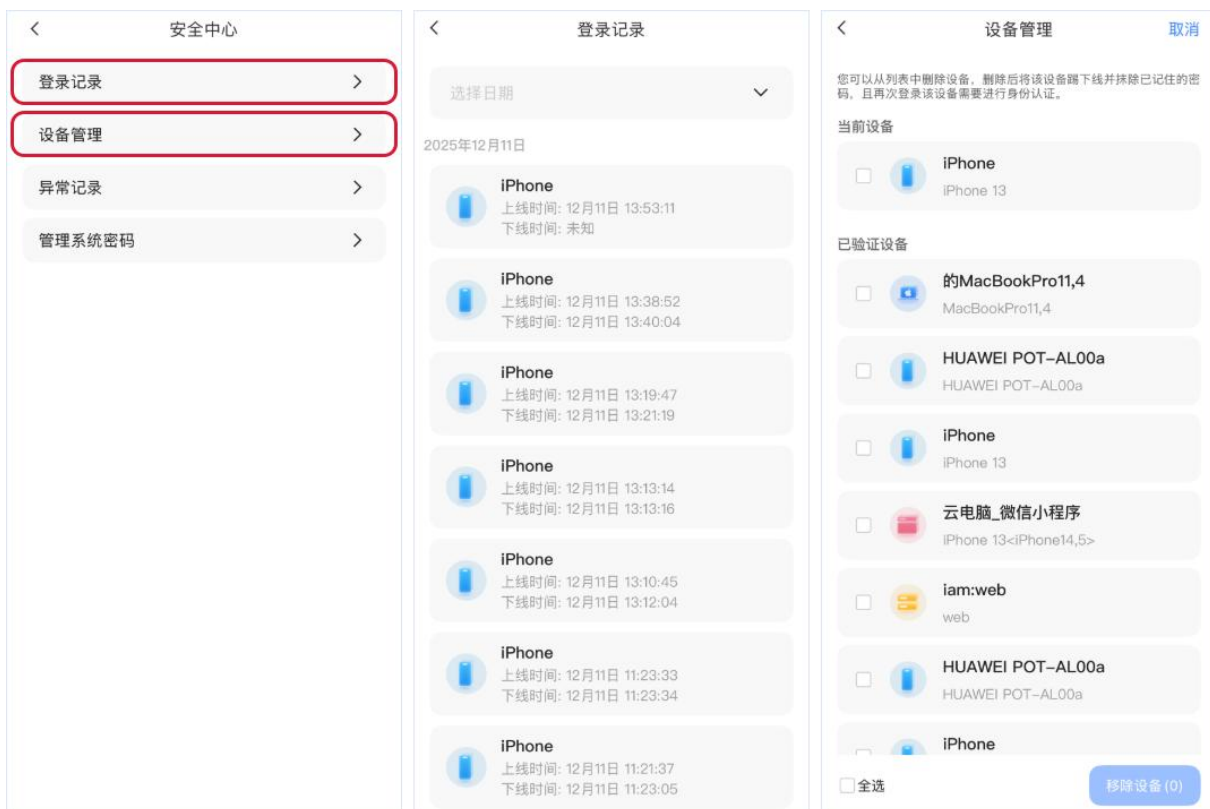 安全中心
登录记录
设备管理
异常记录
管理系统密码
登录记录
选择日期
2025年12月11日
iPhone
上线时间: 12月11日 13:53:11
下线时间: 未知
iPhone
上线时间: 12月11日 13:38:52
下线时间: 12月11日 13:40:04
iPhone
上线时间: 12月11日 13:19:47
下线时间: 12月11日 13:21:19
iPhone
上线时间: 12月11日 13:13:14
下线时间: 12月11日 13:13:16
iPhone
上线时间: 12月11日 13:10:45
下线时间: 12月11日 13:12:04
iPhone
上线时间: 12月11日 11:23:33
下线时间: 12月11日 11:23:34
iPhone
上线时间: 12月11日 11:21:37
下线时间: 12月11日 11:23:05
设备管理
取消
您可以从列表中删除设备，删除后将该设备踢下线并抹除已记住的密
码，且再次登录该设备需要进行身份认证。
当前设备
iPhone
iPhone 13
已验证设备
的MacBookPro11,4
MacBookPro11,4
HUAWEI POT-AL00a
HUAWEI POT-AL00a
iPhone
iPhone 13
云电脑_微信小程序
iPhone 13<iPhone14,5>
iam:web
web
HUAWEI POT-AL00a
HUAWEI POT-AL00a
iPhone
全选
移除设备(0)